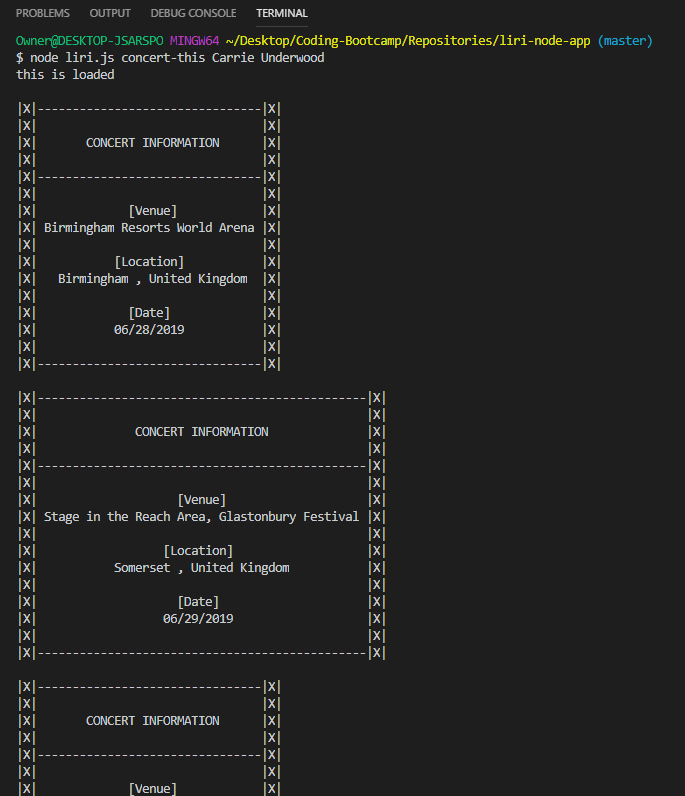 PROBLEMS OUTPUT DEBUG CONSOLE TERMINAL
Owner@DESKTOP-JSARSPO MINGW64 ~/Desktop/Coding-Bootcamp/Repositories/liri-node-app (master)
$ node liri.js concert-this Carrie Underwood
this is loaded

|X|--------------------------------|X|
|X|                                |X|
|X|       CONCERT INFORMATION      |X|
|X|                                |X|
|X|--------------------------------|X|
|X|                                |X|
|X|             [Venue]            |X|
|X| Birmingham Resorts World Arena |X|
|X|                                |X|
|X|           [Location]           |X|
|X|   Birmingham , United Kingdom  |X|
|X|                                |X|
|X|             [Date]             |X|
|X|           06/28/2019           |X|
|X|                                |X|
|X|--------------------------------|X|

|X|-----------------------------------------------|X|
|X|                                               |X|
|X|              CONCERT INFORMATION              |X|
|X|                                               |X|
|X|-----------------------------------------------|X|
|X|                                               |X|
|X|                    [Venue]                    |X|
|X| Stage in the Reach Area, Glastonbury Festival |X|
|X|                                               |X|
|X|                  [Location]                   |X|
|X|           Somerset , United Kingdom           |X|
|X|                                               |X|
|X|                    [Date]                     |X|
|X|                  06/29/2019                   |X|
|X|                                               |X|
|X|-----------------------------------------------|X|

|X|--------------------------------|X|
|X|                                |X|
|X|       CONCERT INFORMATION      |X|
|X|                                |X|
|X|--------------------------------|X|
|X|                                |X|
|X|             [Venue]            |X|